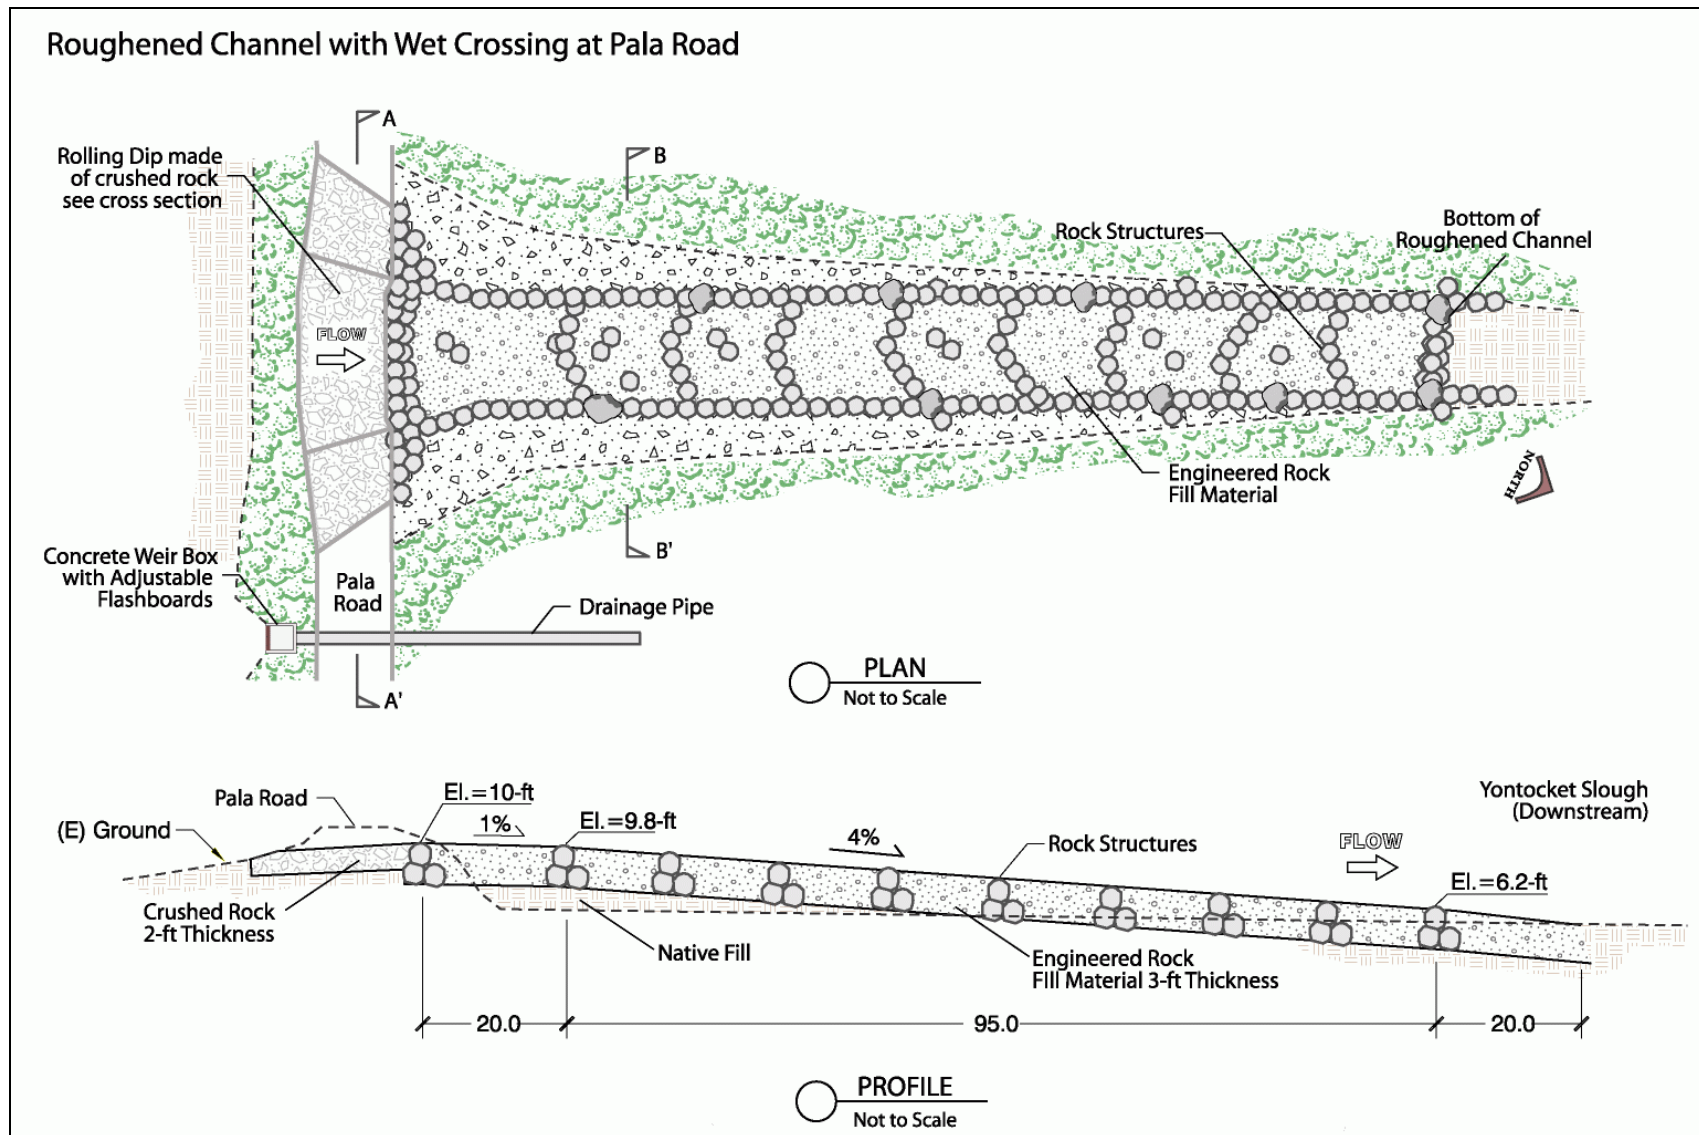 Roughened Channel with Wet Crossing at Pala Road
A
Rolling Dip made
of crushed rock
see cross section
B
Rock Structures
Bottom of
Roughened Channel
FLOW
Engineered Rock
Fill Material
NORTH
Concrete Weir Box
with Adjustable
Flashboards
Pala
Road
B'
Drainage Pipe
A'
PLAN
Not to Scale
Pala Road
El.=10-ft
Yontocket Slough
(Downstream)
(E) Ground
1%
El.=9.8-ft
4%
Rock Structures
FLOW
El.=6.2-ft
Crushed Rock
2-ft Thickness
Native Fill
Engineered Rock
Fill Material 3-ft Thickness
20.0
95.0
20.0
PROFILE
Not to Scale